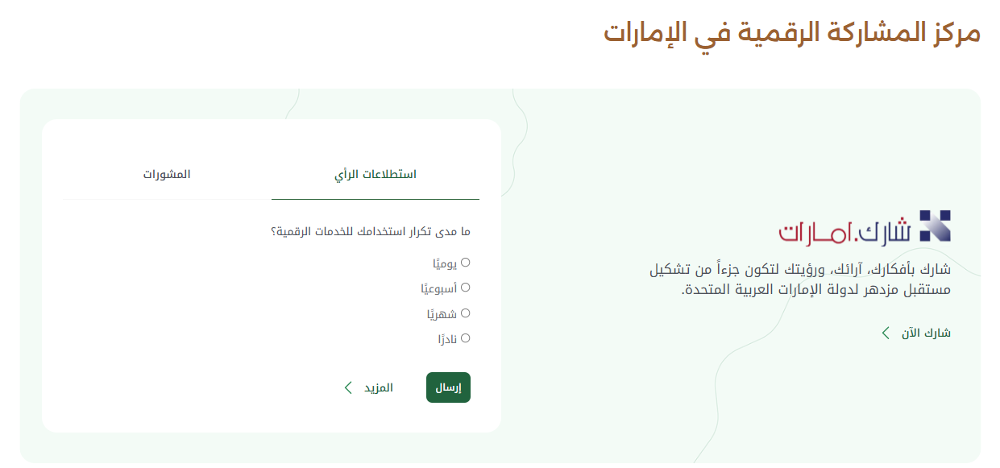 مركز المشاركة الرقمية في الإمارات
شارك.امارات
شارك بأفكارك، آرائك، ورؤيتك لتكون جزءاً من تشكيل
مستقبل مزدهر لدولة الإمارات العربية المتحدة.
شارك الآن
استطلاعات الرأي
المشورات
ما مدى تكرار استخدامك للخدمات الرقمية؟
يوميًا
أسبوعيًا
شهريًا
نادرًا
إرسال
المزيد